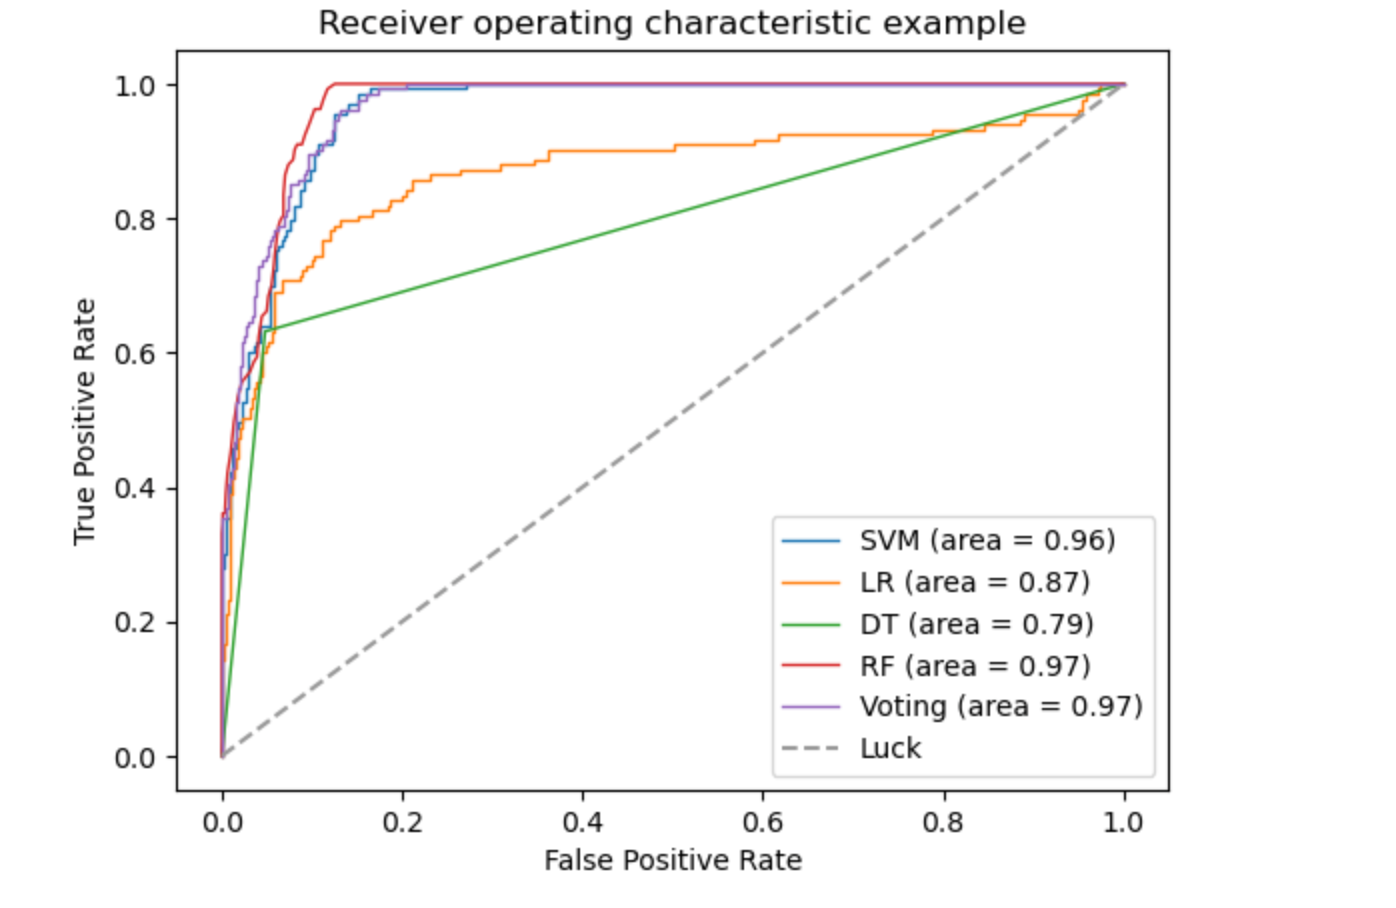 Receiver operating characteristic example
True Positive Rate
1.0
0.8
0.6
0.4
0.2
0.0
SVM (area = 0.96)
LR (area = 0.87)
DT (area = 0.79)
RF (area = 0.97)
Voting (area = 0.97)
Luck
0.0 0.2 0.4 0.6 0.8 1.0
False Positive Rate